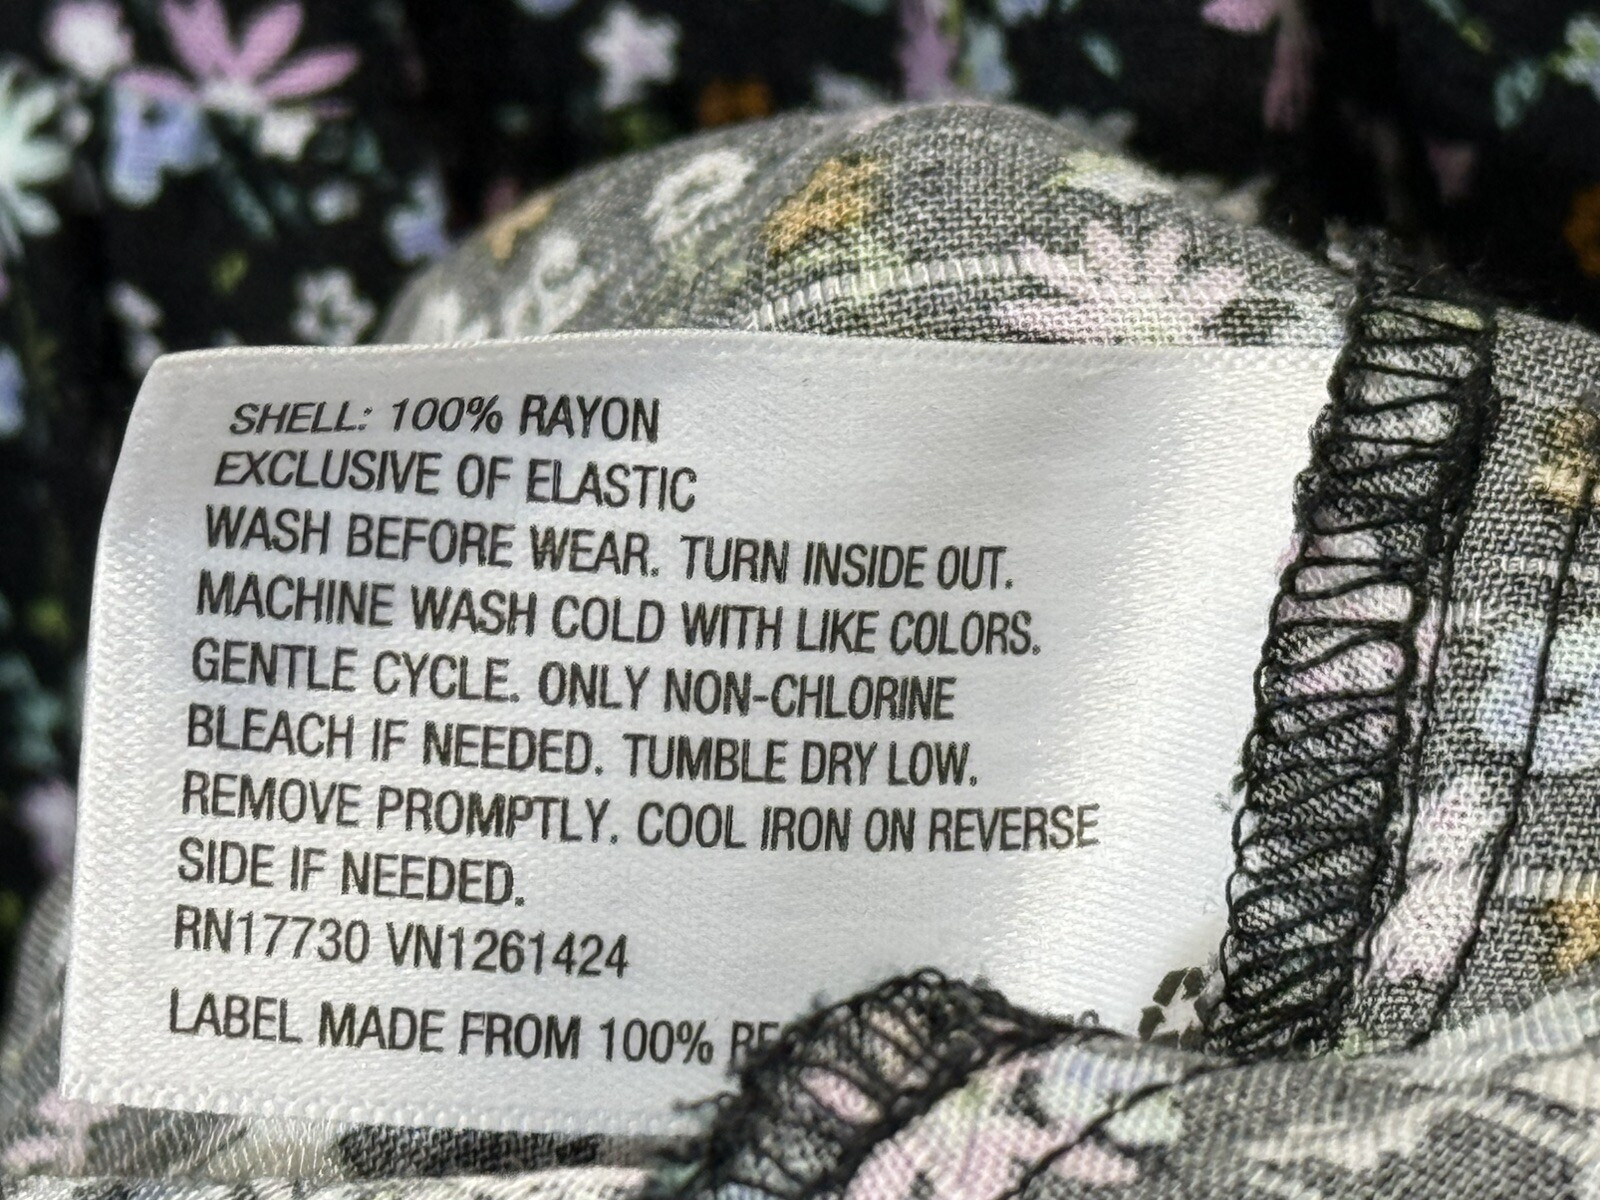 SHELL: 100% RAYON
EXCLUSIVE OF ELASTIC
WASH BEFORE WEAR. TURN INSIDE OUT.
MACHINE WASH COLD WITH LIKE COLORS.
GENTLE CYCLE. ONLY NON-CHLORINE
BLEACH IF NEEDED. TUMBLE DRY LOW.
REMOVE PROMPTLY. COOL IRON ON REVERSE
SIDE IF NEEDED.
RN17730 VN1261424
LABEL MADE FROM 100%